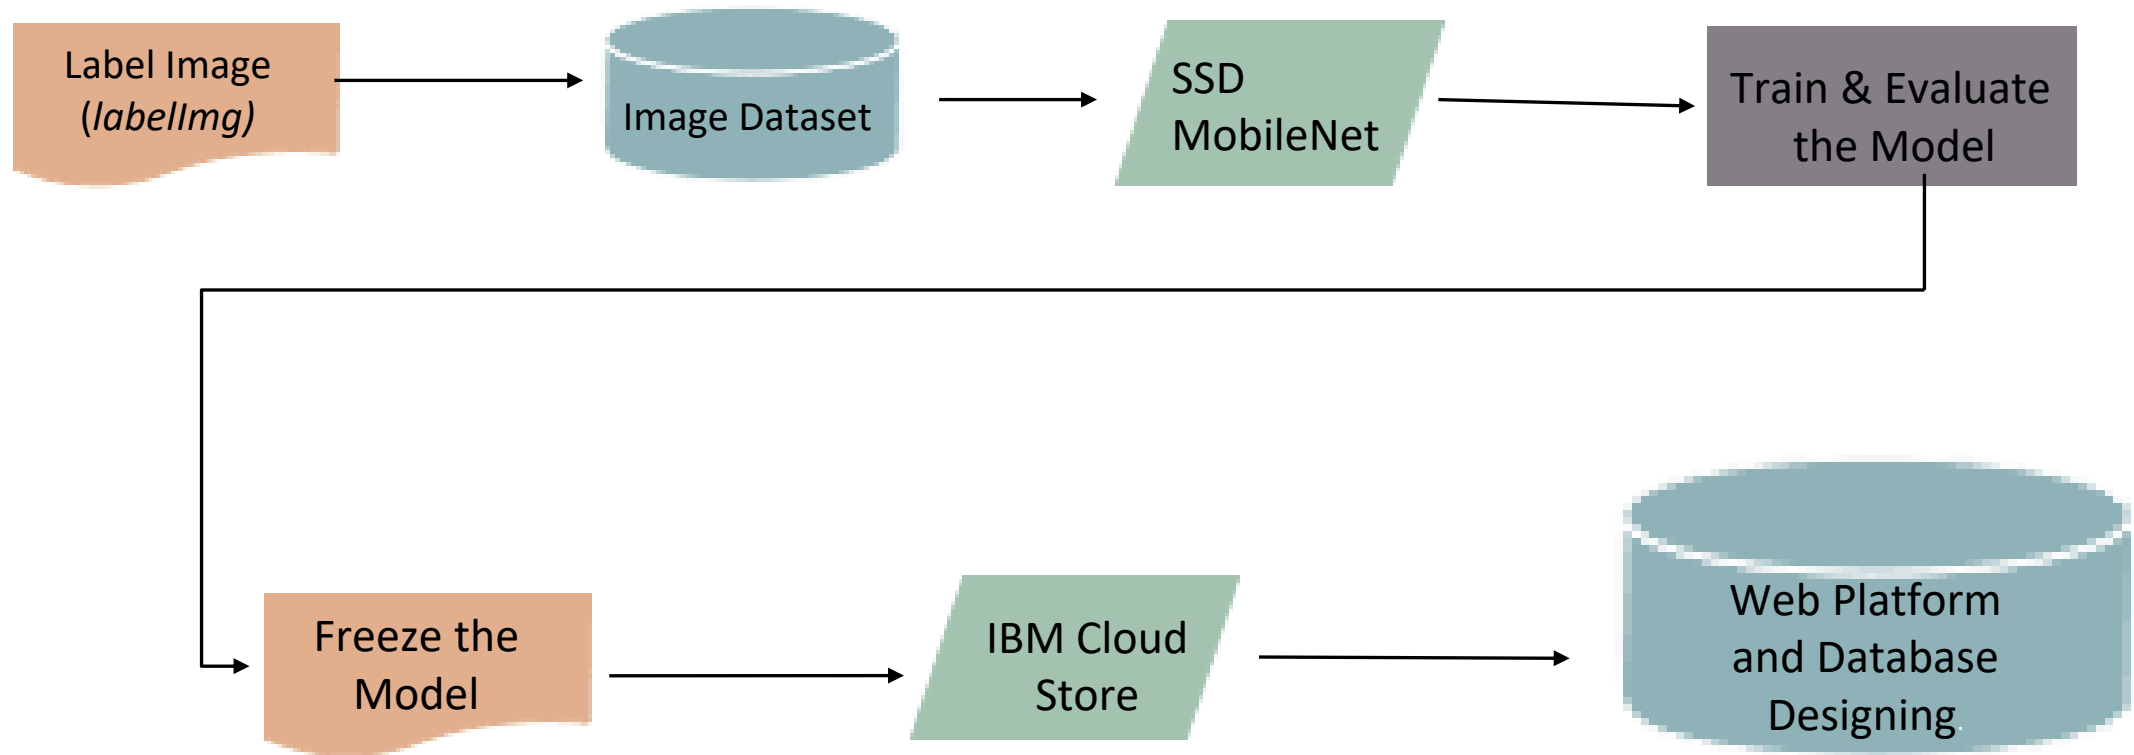 Label Image
(labelImg)
Image Dataset
SSD
MobileNet
Train & Evaluate
the Model
Freeze the
Model
IBM Cloud
Store
Web Platform
and Database
Designing.